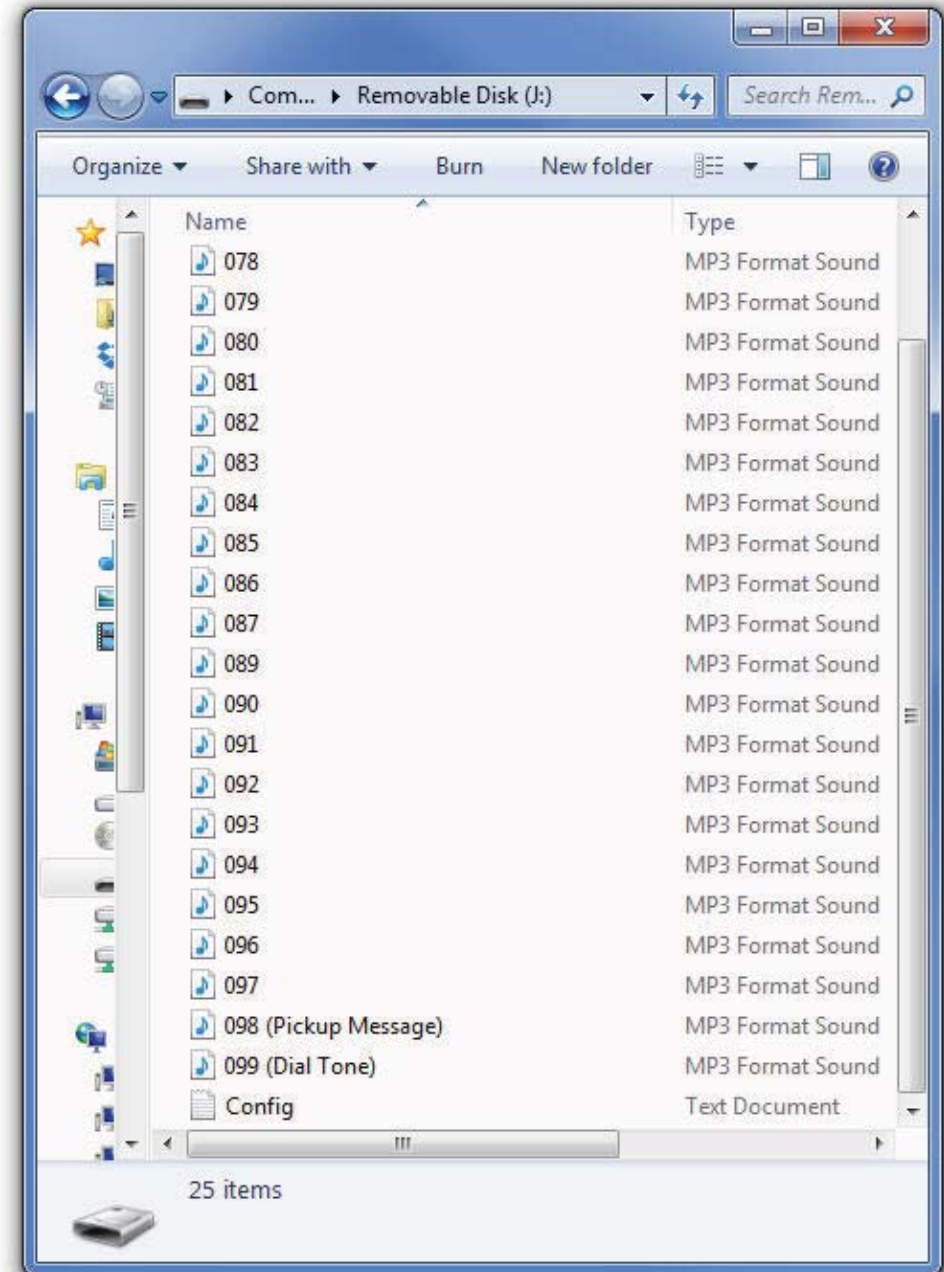 Com... Removable Disk (J:) Search Rem...
Organize Share with Burn New folder
Name Type
078 MP3 Format Sound
079 MP3 Format Sound
080 MP3 Format Sound
081 MP3 Format Sound
082 MP3 Format Sound
083 MP3 Format Sound
084 MP3 Format Sound
085 MP3 Format Sound
086 MP3 Format Sound
087 MP3 Format Sound
089 MP3 Format Sound
090 MP3 Format Sound
091 MP3 Format Sound
092 MP3 Format Sound
093 MP3 Format Sound
094 MP3 Format Sound
095 MP3 Format Sound
096 MP3 Format Sound
097 MP3 Format Sound
098 (Pickup Message) MP3 Format Sound
099 (Dial Tone) MP3 Format Sound
Config Text Document
25 items